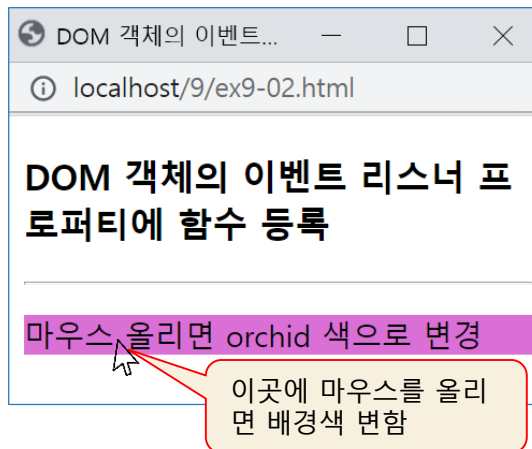 DOM 객체의 이벤트...
localhost/9/ex9-02.html
DOM 객체의 이벤트 리스너 프
로퍼티에 함수 등록
마우스 올리면 orchid 색으로 변경
이곳에 마우스를 올리
면 배경색 변함